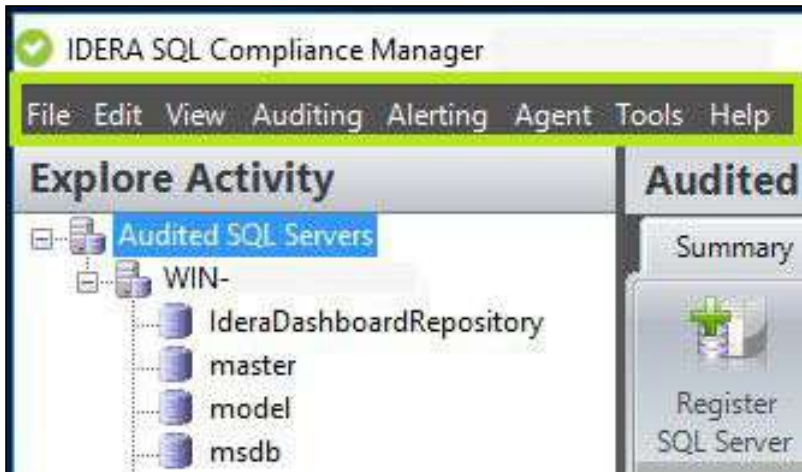 IDERA SQL Compliance Manager
File Edit View Auditing Alerting Agent Tools Help
Explore Activity
Audited
Audited SQL Servers
Summary
WIN-
IderaDashboardRepository
master
model
msdb
Register
SQL Server